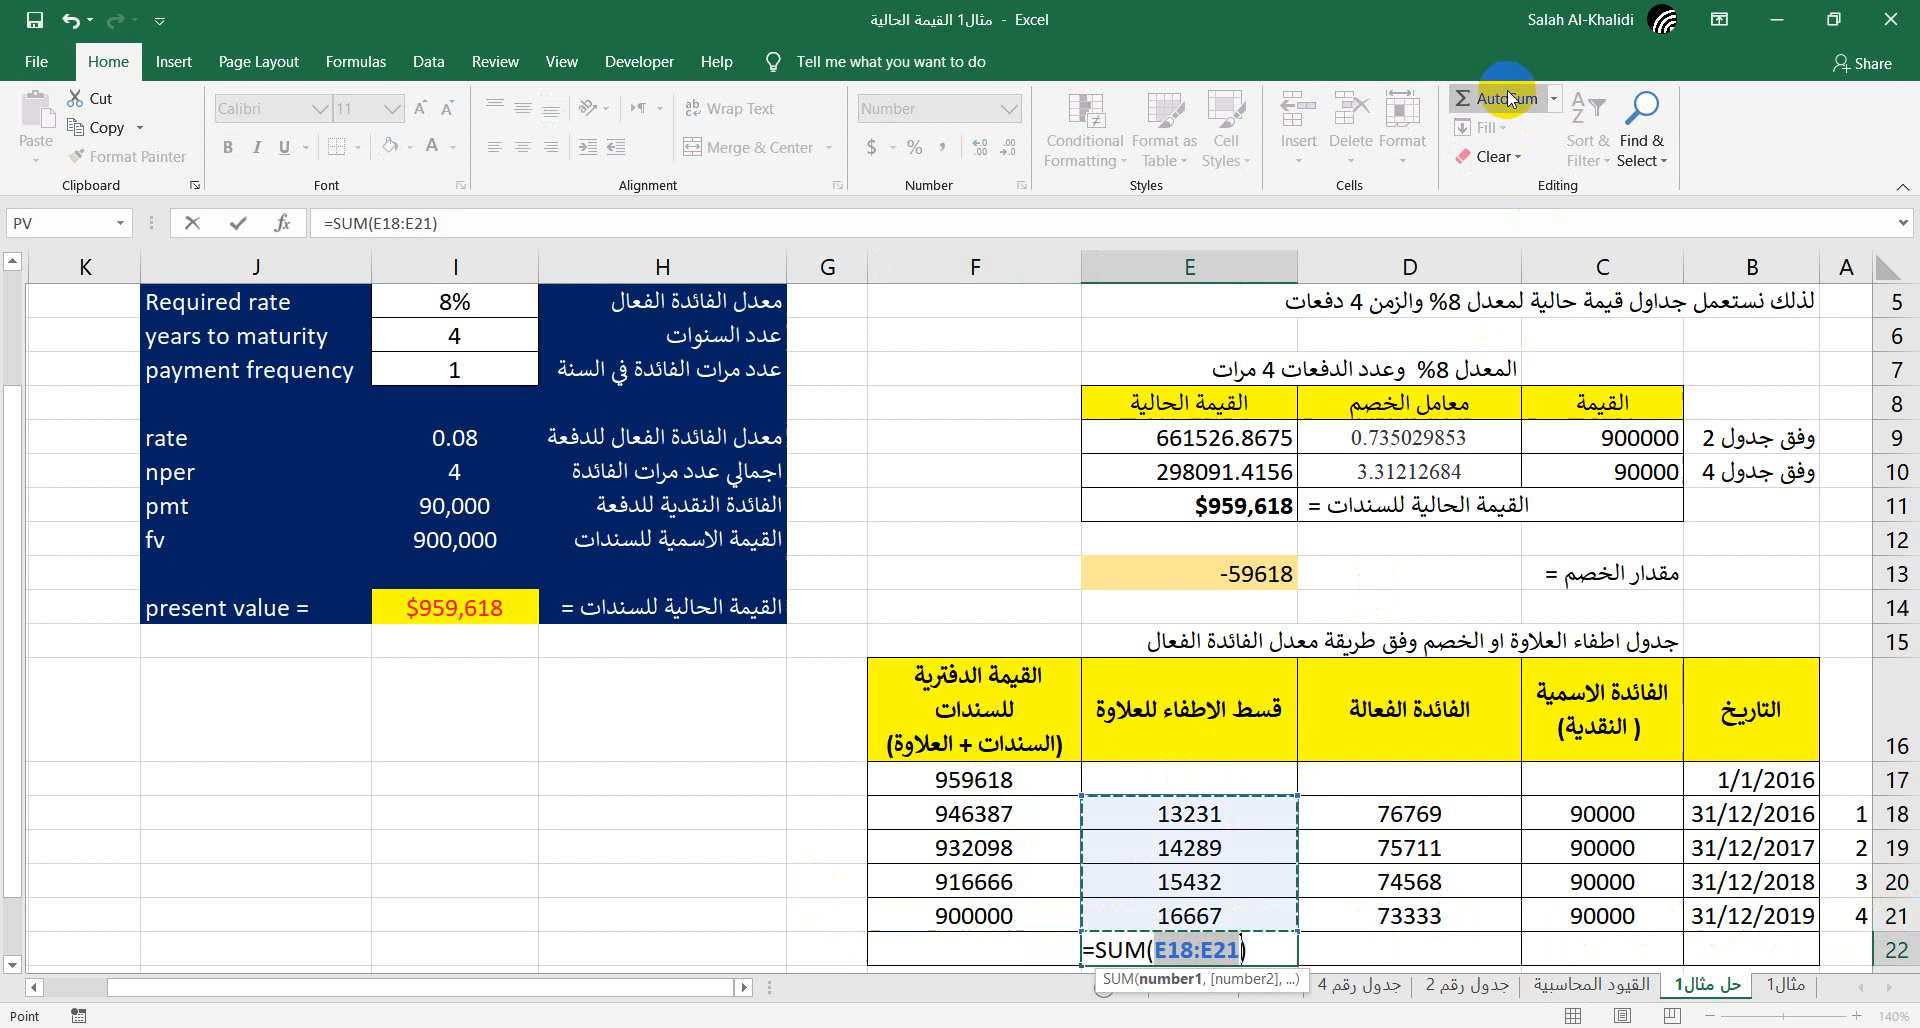 مثال1 القيمة الحالية - Excel
Salah Al-Khalidi
File Home Insert Page Layout Formulas Data Review View Developer Help Tell me what you want to do
Share
Paste
Cut
Copy
Format Painter
Clipboard
Calibri 11
B I U
Font
Wrap Text
Merge & Center
Alignment
Number
$ % ,
Number
Conditional Formatting
Format as Table
Cell Styles
Styles
Insert Delete Format
Cells
AutoSum
Fill
Clear
Sort & Filter
Find & Select
Editing
PV fx =SUM(E18:E21)
K J I H G F E D C B A
Required rate 8% معدل الفائدة الفعال
years to maturity 4 عدد السنوات
payment frequency 1 عدد مرات الفائدة في السنة
rate 0.08 معدل الفائدة الفعال للدفعة
nper 4 اجمالي عدد مرات الفائدة
pmt 90,000 الفائدة النقدية للدفعة
fv 900,000 القيمة الاسمية للسندات
present value = $959,618 القيمة الحالية للسندات =
5 لذلك نستعمل جداول قيمة حالية لمعدل 8% والزمن 4 دفعات
6
7 المعدل 8% وعدد الدفعات 4 مرات
8 القيمة معامل الخصم القيمة الحالية
9 وفق جدول 2 900000 0.735029853 661526.8675
10 وفق جدول 4 90000 3.31212684 298091.4156
11 القيمة الحالية للسندات = $959,618
12
13 مقدار الخصم = -59618
14
15 جدول اطفاء العلاوة او الخصم وفق طريقة معدل الفائدة الفعال
16 التاريخ الفائدة الاسمية (النقدية) الفائدة الفعالة قسط الاطفاء للعلاوة القيمة الدفترية للسندات (السندات + العلاوة)
17 1/1/2016 959618
18 1 31/12/2016 90000 76769 13231 946387
19 2 31/12/2017 90000 75711 14289 932098
20 3 31/12/2018 90000 74568 15432 916666
21 4 31/12/2019 90000 73333 16667 900000
22 =SUM(E18:E21)
SUM(number1, [number2], ...)
مثال1 حل مثال1 القيود المحاسبية جدول رقم 2 جدول رقم 4
Point
140%